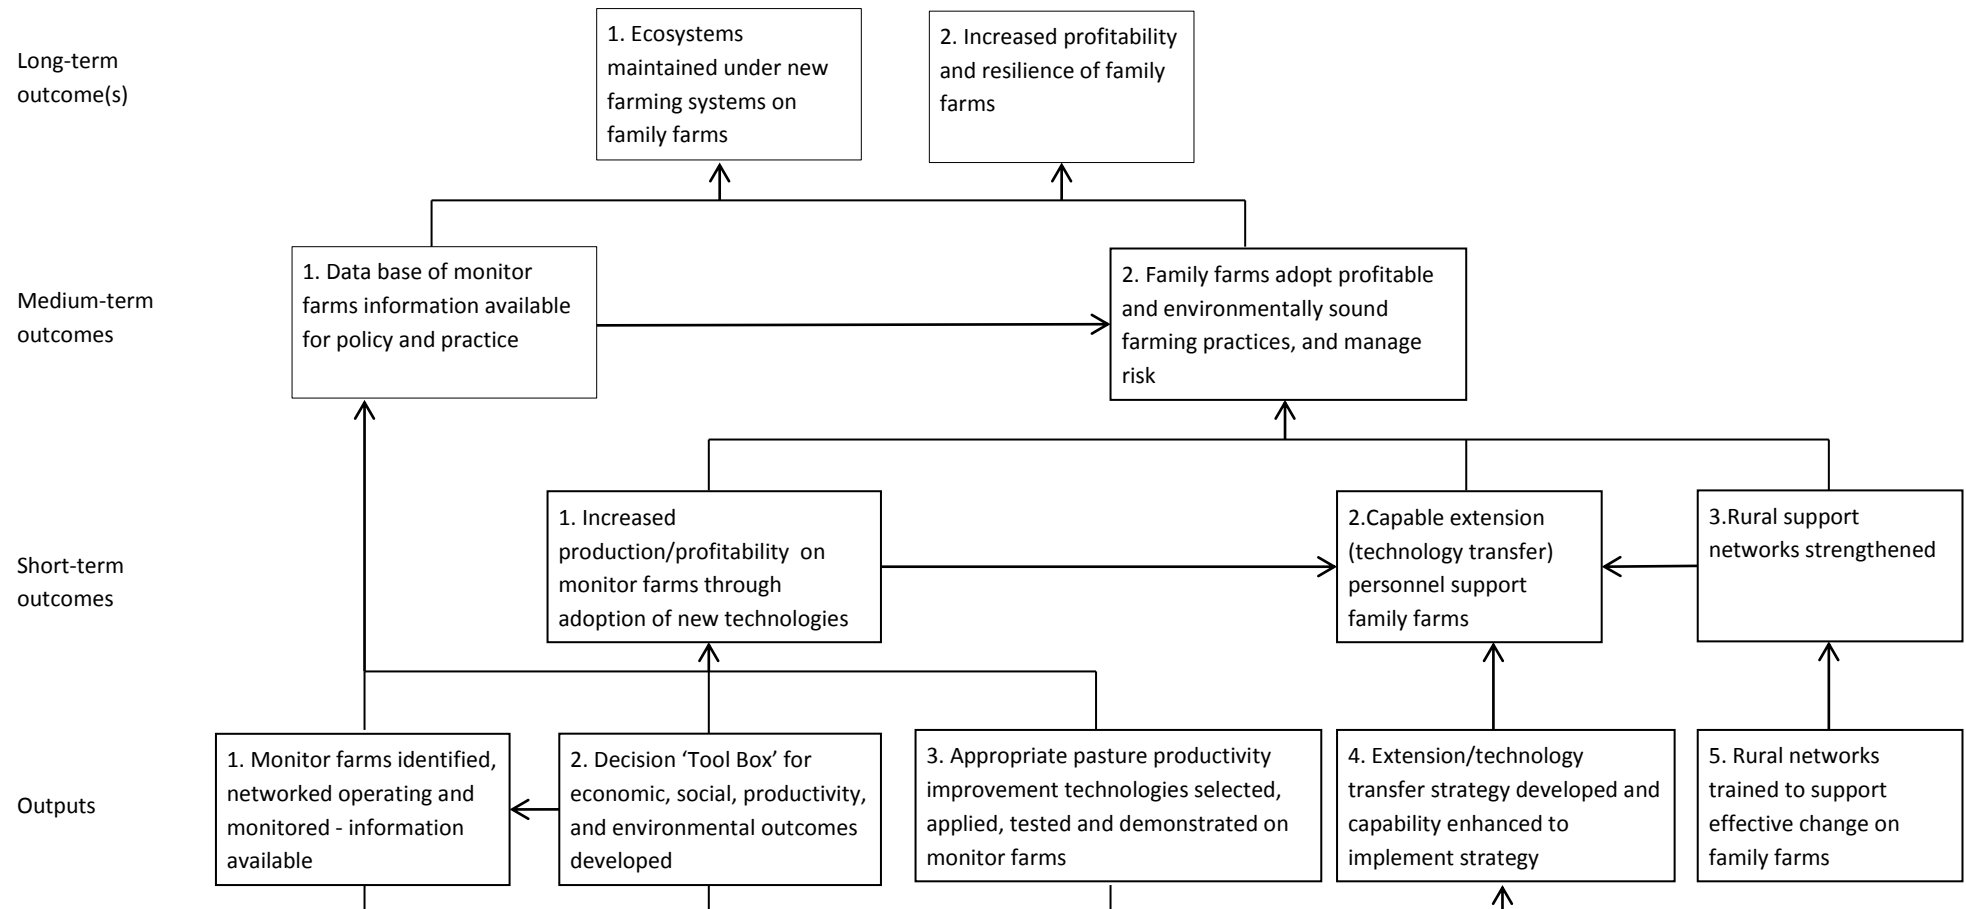 Long-term
outcome(s)
1. Ecosystems
maintained under new
farming systems on
family farms
2. Increased profitability
and resilience of family
farms
Medium-term
outcomes
1. Data base of monitor
farms information available
for policy and practice
2. Family farms adopt profitable
and environmentally sound
farming practices, and manage
risk
Short-term
outcomes
1. Increased
production/profitability on
monitor farms through
adoption of new technologies
2.Capable extension
(technology transfer)
personnel support
family farms
3.Rural support
networks strengthened
Outputs
1. Monitor farms identified,
networked operating and
monitored - information
available
2. Decision ‘Tool Box’ for
economic, social, productivity,
and environmental outcomes
developed
3. Appropriate pasture productivity
improvement technologies selected,
applied, tested and demonstrated on
monitor farms
4. Extension/technology
transfer strategy developed and
capability enhanced to
implement strategy
5. Rural networks
trained to support
effective change on
family farms